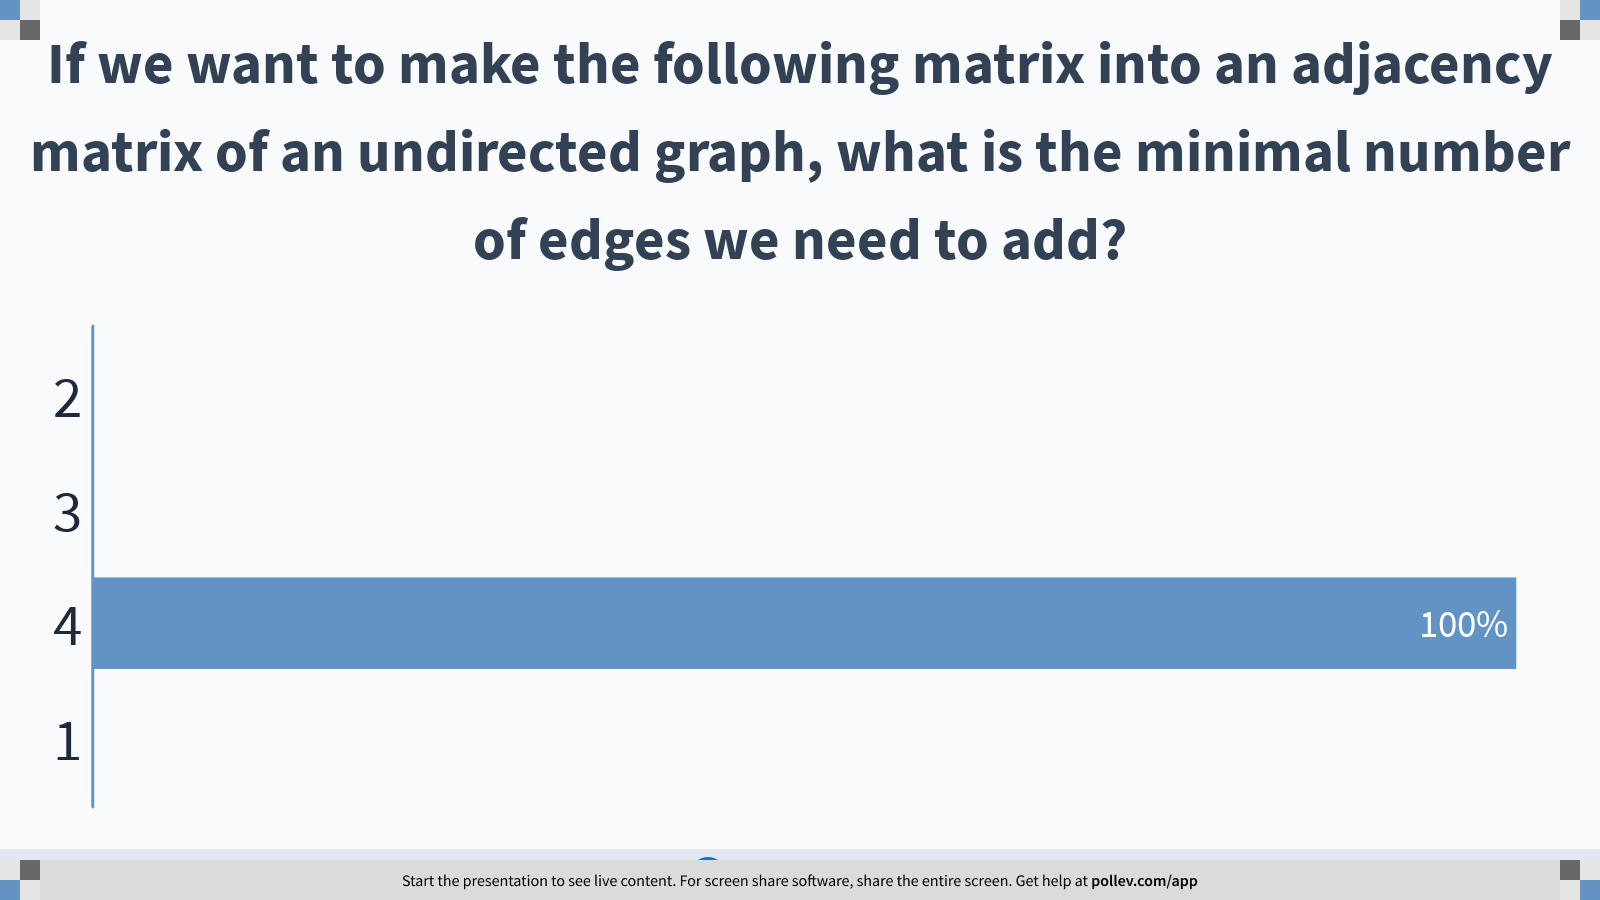 If we want to make the following matrix into an adjacency
matrix of an undirected graph, what is the minimal number
of edges we need to add?
2
3
4
100%
1
Start the presentation to see live content. For screen share software, share the entire screen. Get help at pollev.com/app